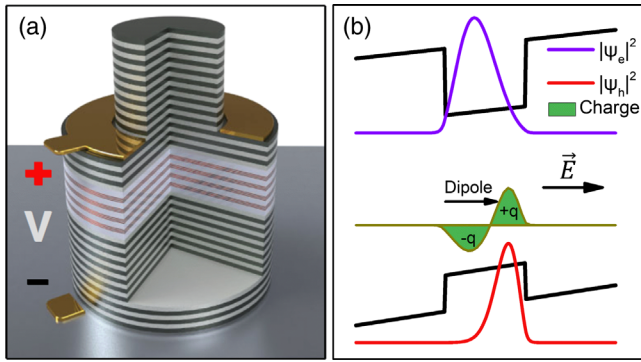 (a)
+
V
−
(b)
|Ψₑ|²
|Ψₕ|²
Charge
Dipole
E⃗
+q
-q